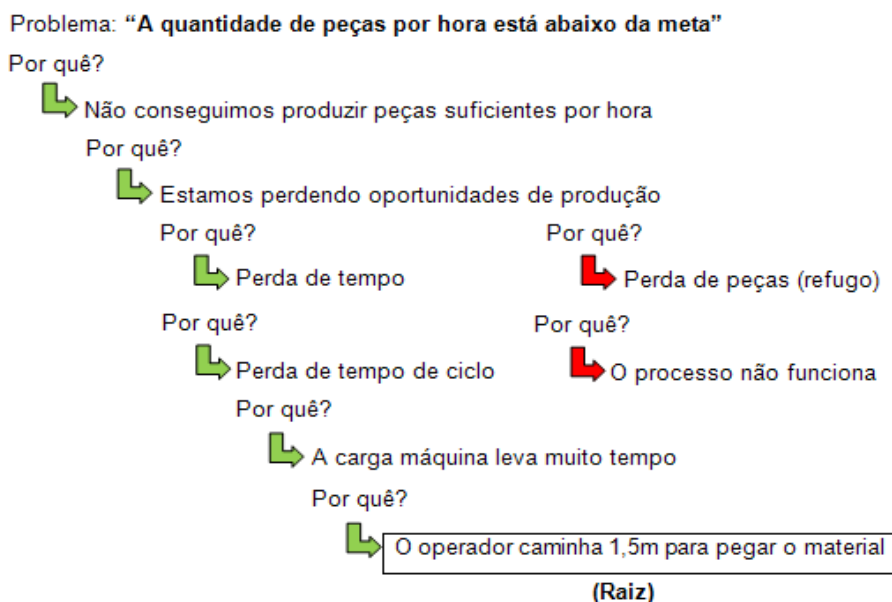 Problema: “A quantidade de peças por hora está abaixo da meta”
Por quê?
Não conseguimos produzir peças suficientes por hora
Por quê?
Estamos perdendo oportunidades de produção
Por quê? Por quê?
Perda de tempo Perda de peças (refugo)
Por quê? Por quê?
Perda de tempo de ciclo O processo não funciona
Por quê?
A carga máquina leva muito tempo
Por quê?
O operador caminha 1,5m para pegar o material
(Raiz)